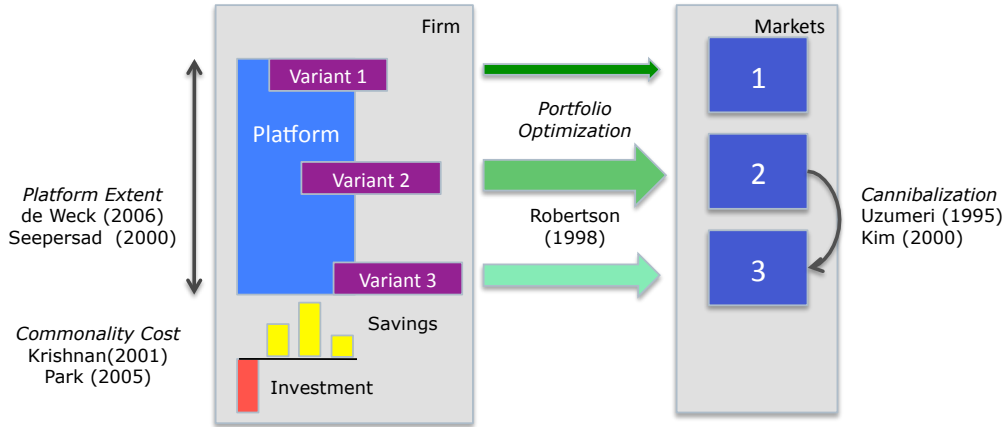 Firm
Markets
Variant 1
1
Platform
Portfolio
Optimization
Variant 2
2
Platform Extent
de Weck (2006)
Seepersad (2000)
Cannibalization
Uzumeri (1995)
Kim (2000)
Robertson
(1998)
Variant 3
3
Commonality Cost
Krishnan(2001)
Park (2005)
Savings
Investment